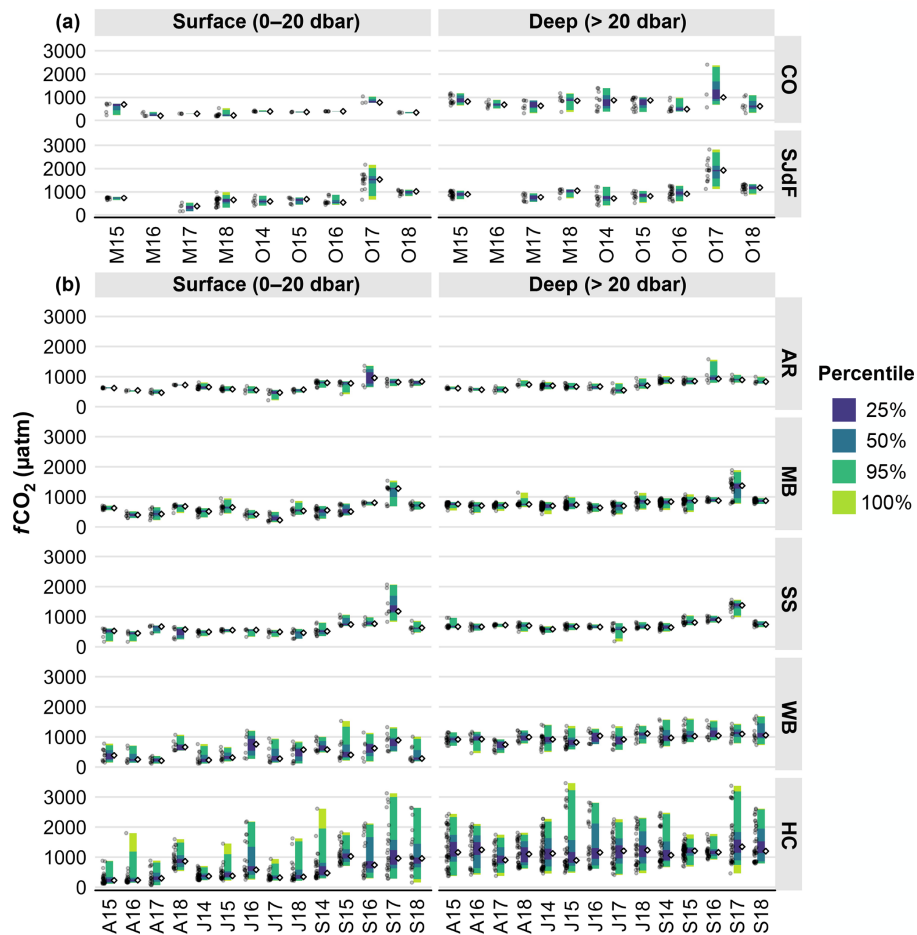 (a)
Surface (0–20 dbar)
Deep (> 20 dbar)
3000
2000
1000
0
CO
3000
2000
1000
0
SJdF
M15 M16 M17 M18 O14 O15 O16 O17 O18
M15 M16 M17 M18 O14 O15 O16 O17 O18
(b)
Surface (0–20 dbar)
Deep (> 20 dbar)
fCO2 (µatm)
3000
2000
1000
0
AR
3000
2000
1000
0
MB
3000
2000
1000
0
SS
3000
2000
1000
0
WB
3000
2000
1000
0
HC
A15 A16 A17 A18 J14 J15 J16 J17 J18 S14 S15 S16 S17 S18
A15 A16 A17 A18 J14 J15 J16 J17 J18 S14 S15 S16 S17 S18
Percentile
25%
50%
95%
100%